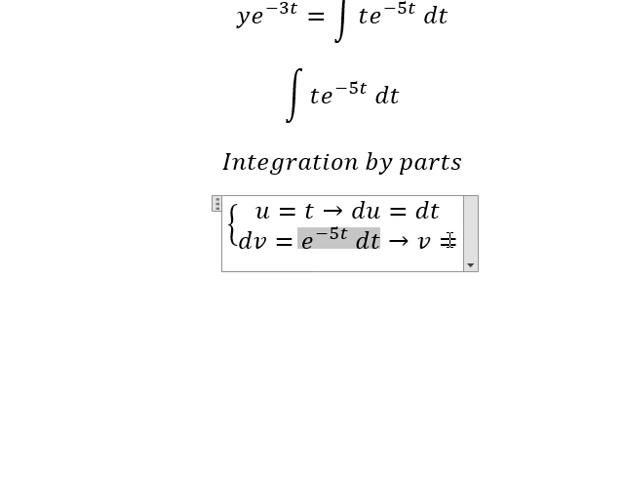 ye^{-3t} = ∫ te^{-5t} dt
∫ te^{-5t} dt
Integration by parts
{ u = t → du = dt
dv = e^{-5t} dt → v =